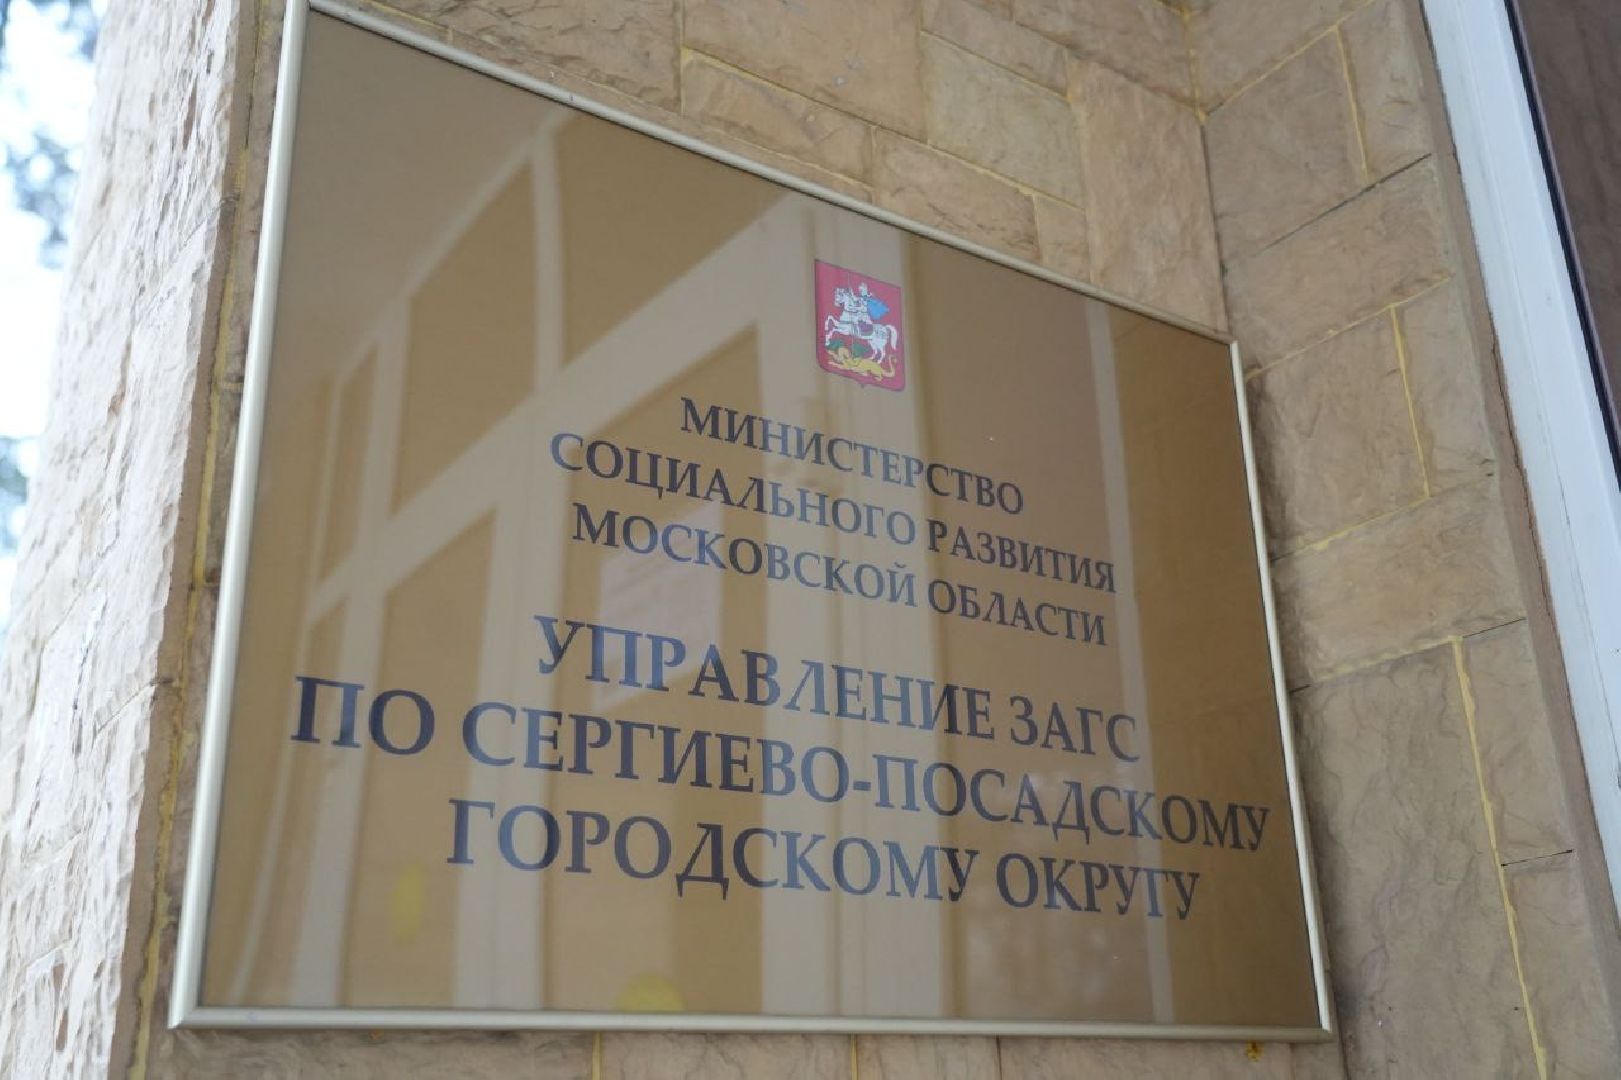 МИНИСТЕРСТВО
СОЦИАЛЬНОГО РАЗВИТИЯ
МОСКОВСКОЙ ОБЛАСТИ
УПРАВЛЕНИЕ ЗАГС
ПО СЕРГИЕВО-ПОСАДСКОМУ
ГОРОДСКОМУ ОКРУГУ